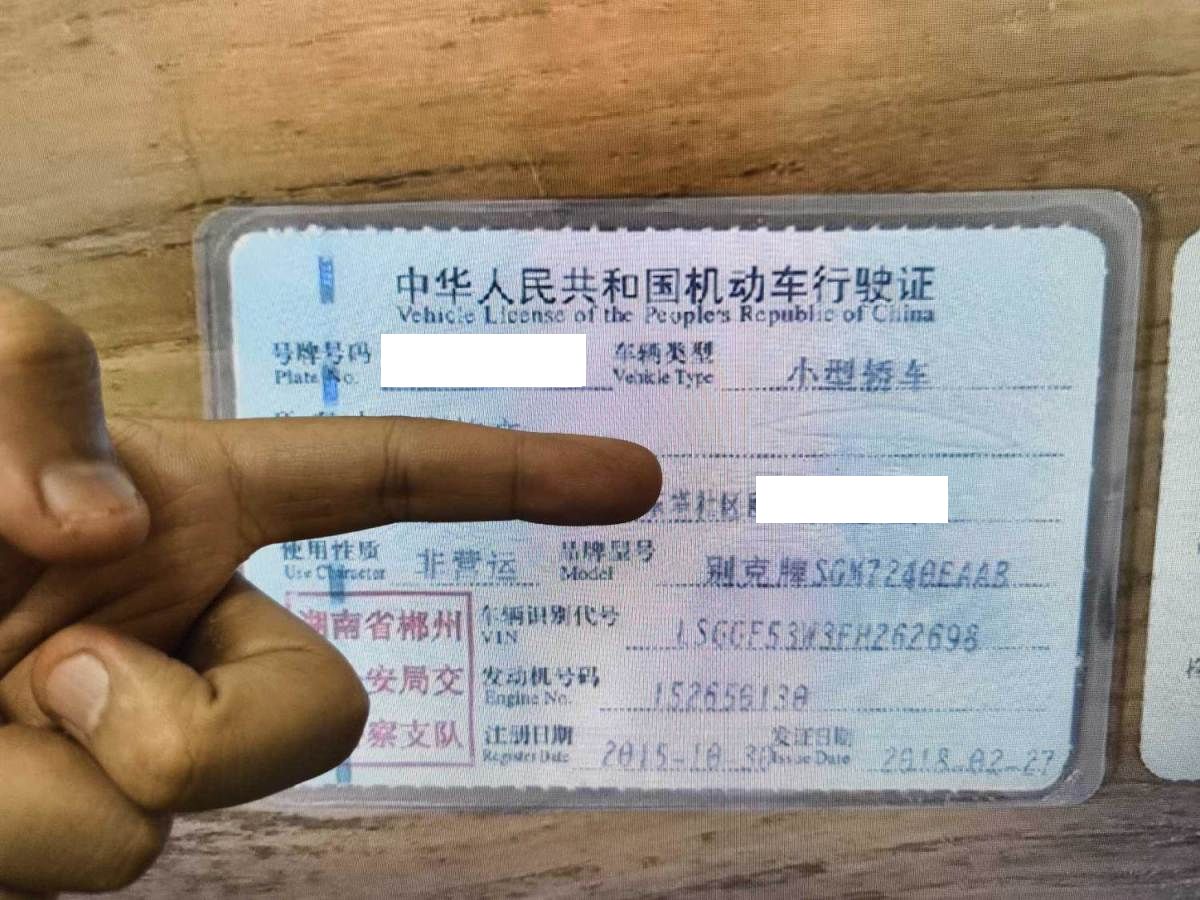 中华人民共和国机动车行驶证
Vehicle License of the People's Republic of China
号牌号码 车辆类型 小型轿车
Plate No. Vehicle Type
社区
使用性质 非营运 品牌型号 别克牌SGM7240EAAB
Use Character Model
湖南省郴州 车辆识别代号 LSGGF53W3FH262698
VIN
安局交 发动机号码 152650130
Engine No.
察支队 注册日期 2015-10-30 发证日期 2018-02-27
Register Date Issue Date